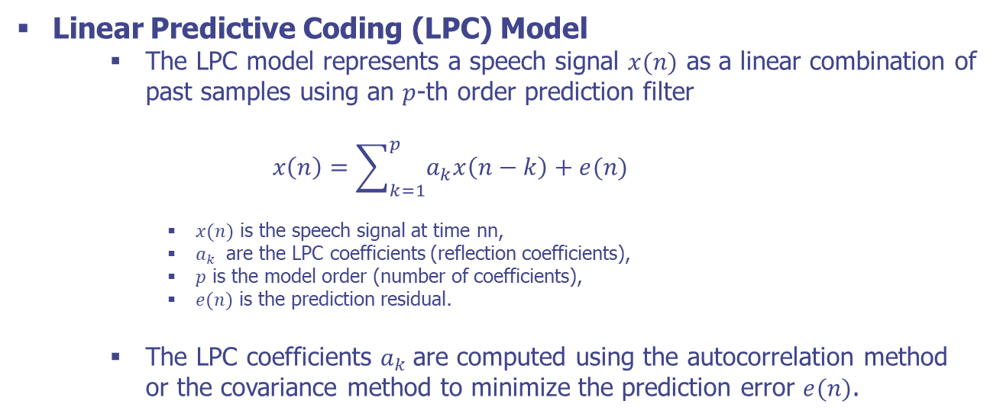 ▪ Linear Predictive Coding (LPC) Model
▪ The LPC model represents a speech signal x(n) as a linear combination of
past samples using an p-th order prediction filter
x(n) = ∑_{k=1}^{p} a_k x(n − k) + e(n)
▪ x(n) is the speech signal at time nn,
▪ a_k are the LPC coefficients (reflection coefficients),
▪ p is the model order (number of coefficients),
▪ e(n) is the prediction residual.
▪ The LPC coefficients a_k are computed using the autocorrelation method
or the covariance method to minimize the prediction error e(n).